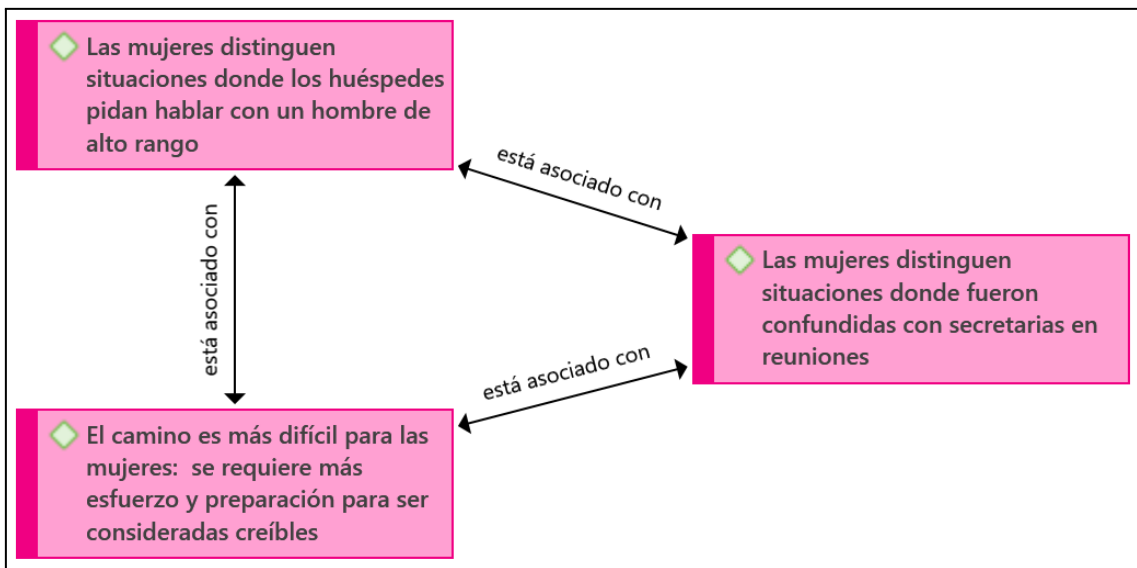 Las mujeres distinguen
situaciones donde los huéspedes
pidan hablar con un hombre de
alto rango
está asociado con
está asociado con
Las mujeres distinguen
situaciones donde fueron
confundidas con secretarias en
reuniones
está asociado con
El camino es más difícil para las
mujeres:  se requiere más
esfuerzo y preparación para ser
consideradas creíbles